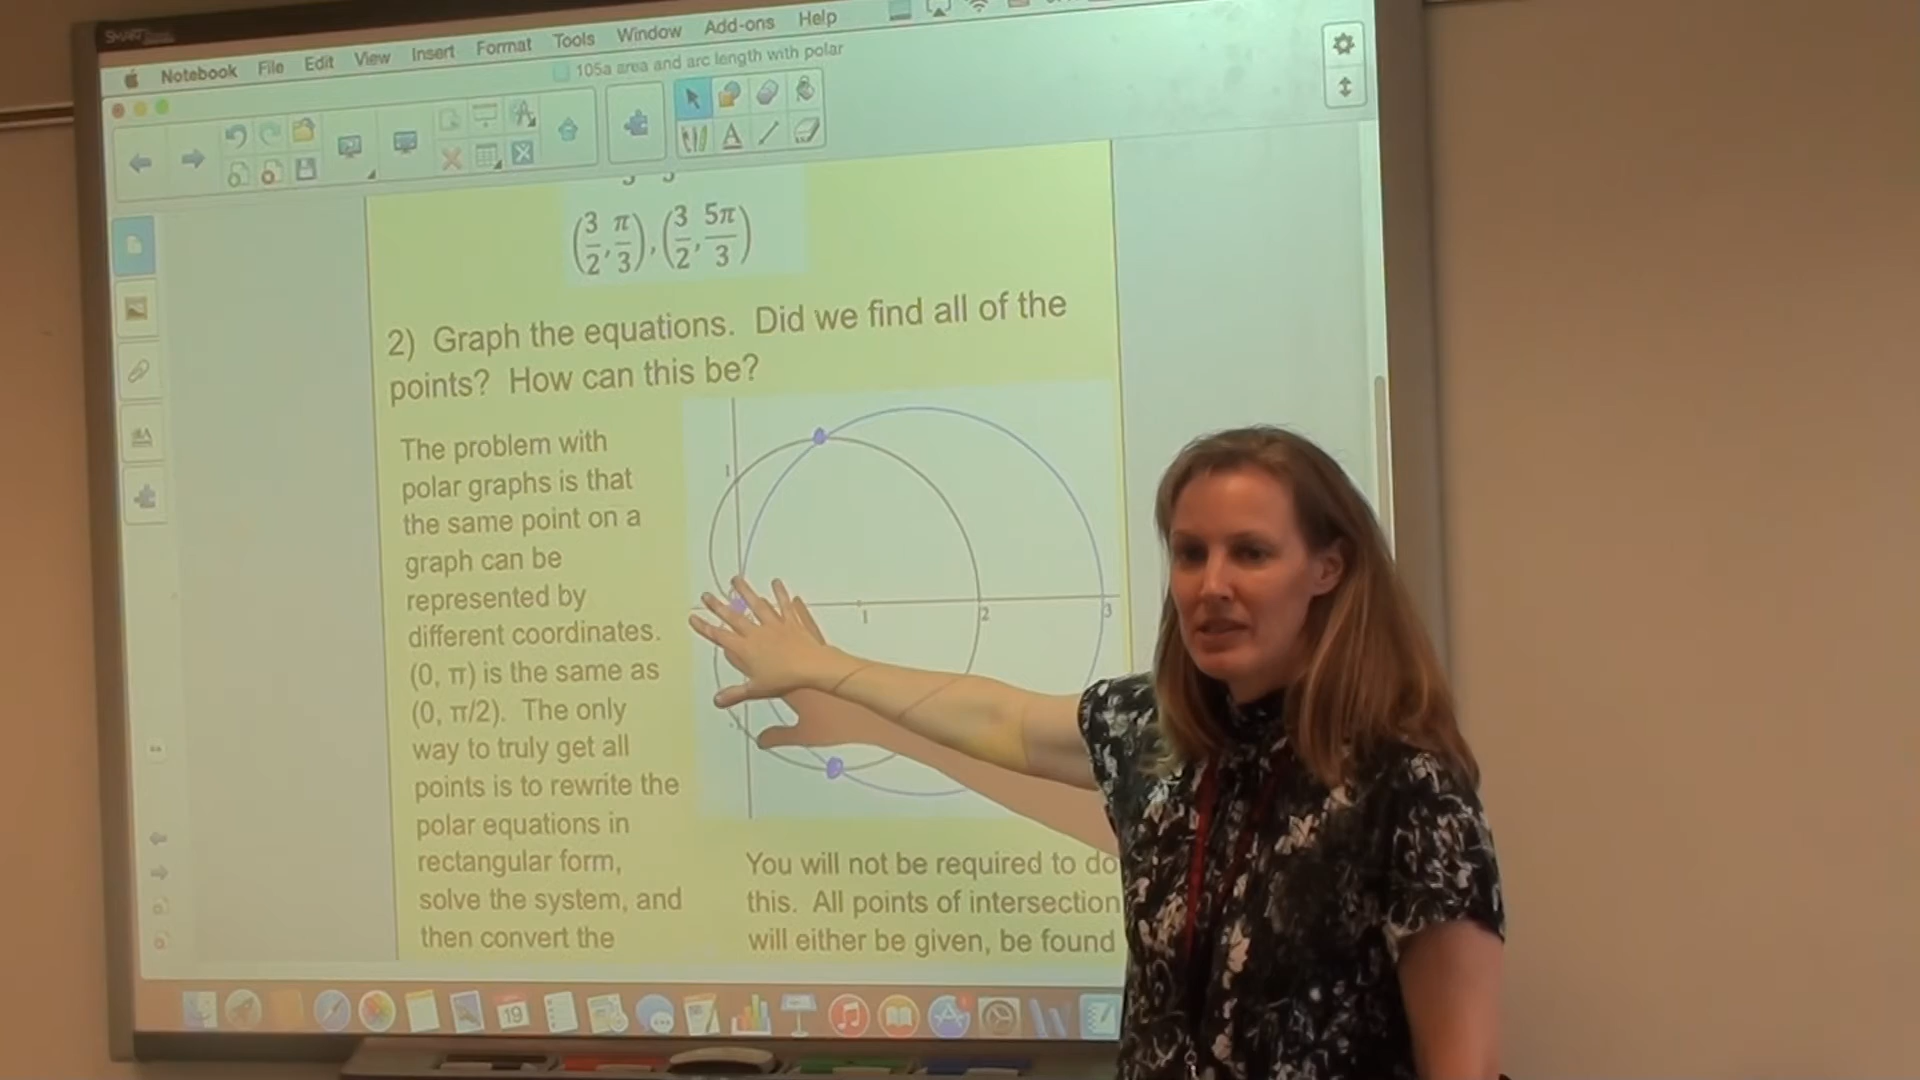 SMART
Notebook File Edit View Insert Format Tools Window Add-ons Help
105a area and arc length with polar
(3/2, π/3), (3/2, 5π/3)
2) Graph the equations. Did we find all of the
points? How can this be?
The problem with
polar graphs is that
the same point on a
graph can be
represented by
different coordinates.
(0, π) is the same as
(0, π/2). The only
way to truly get all
points is to rewrite the
polar equations in
rectangular form,
solve the system, and
then convert the
1
1 2 3
You will not be required to do
this. All points of intersection
will either be given, be found
19